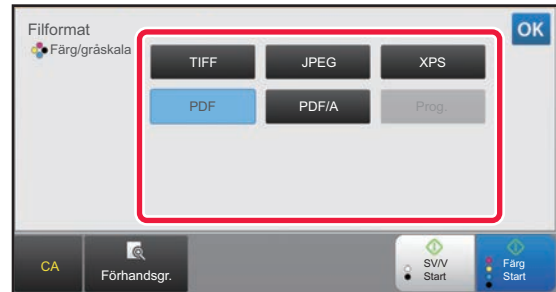 Filformat
OK
Färg/gråskala
TIFF
JPEG
XPS
PDF
PDF/A
Prog.
CA
Förhandsgr.
SV/V
Start
Färg
Start